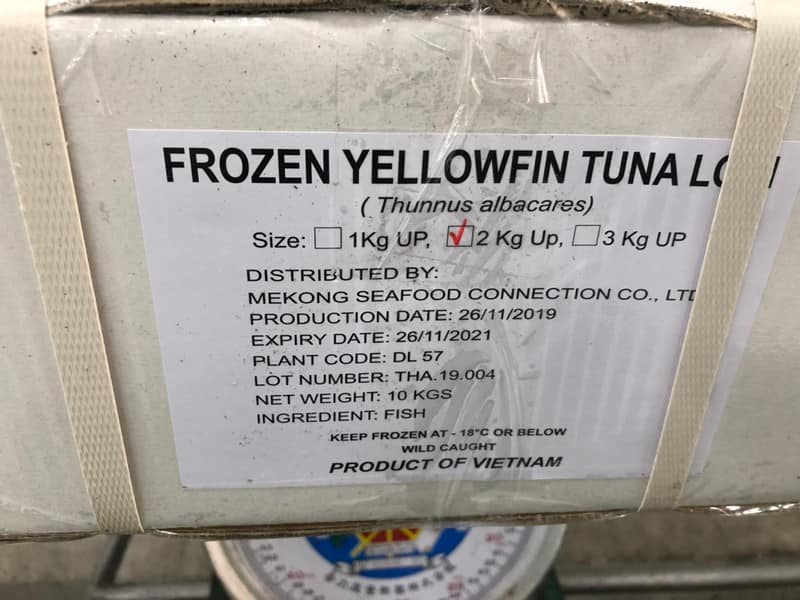 FROZEN YELLOWFIN TUNA
( Thunnus albacares)
Size: 1Kg UP, 2 Kg Up, 3 Kg UP
DISTRIBUTED BY:
MEKONG SEAFOOD CONNECTION CO., LTD
PRODUCTION DATE: 26/11/2019
EXPIRY DATE: 26/11/2021
PLANT CODE: DL 57
LOT NUMBER: THA.19.004
NET WEIGHT: 10 KGS
INGREDIENT: FISH
KEEP FROZEN AT - 18°C OR BELOW
WILD CAUGHT
PRODUCT OF VIETNAM